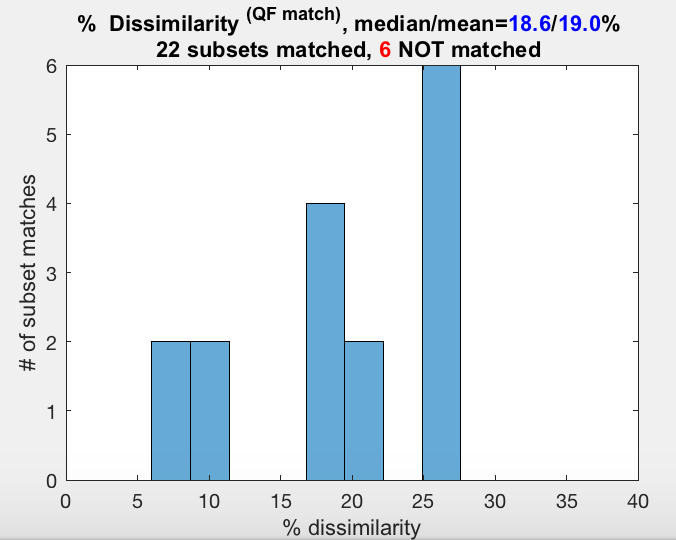 % Dissimilarity (QF match), median/mean=18.6/19.0%
22 subsets matched, 6 NOT matched
6
5
4
3
2
1
0
# of subset matches
0 5 10 15 20 25 30 35 40
% dissimilarity